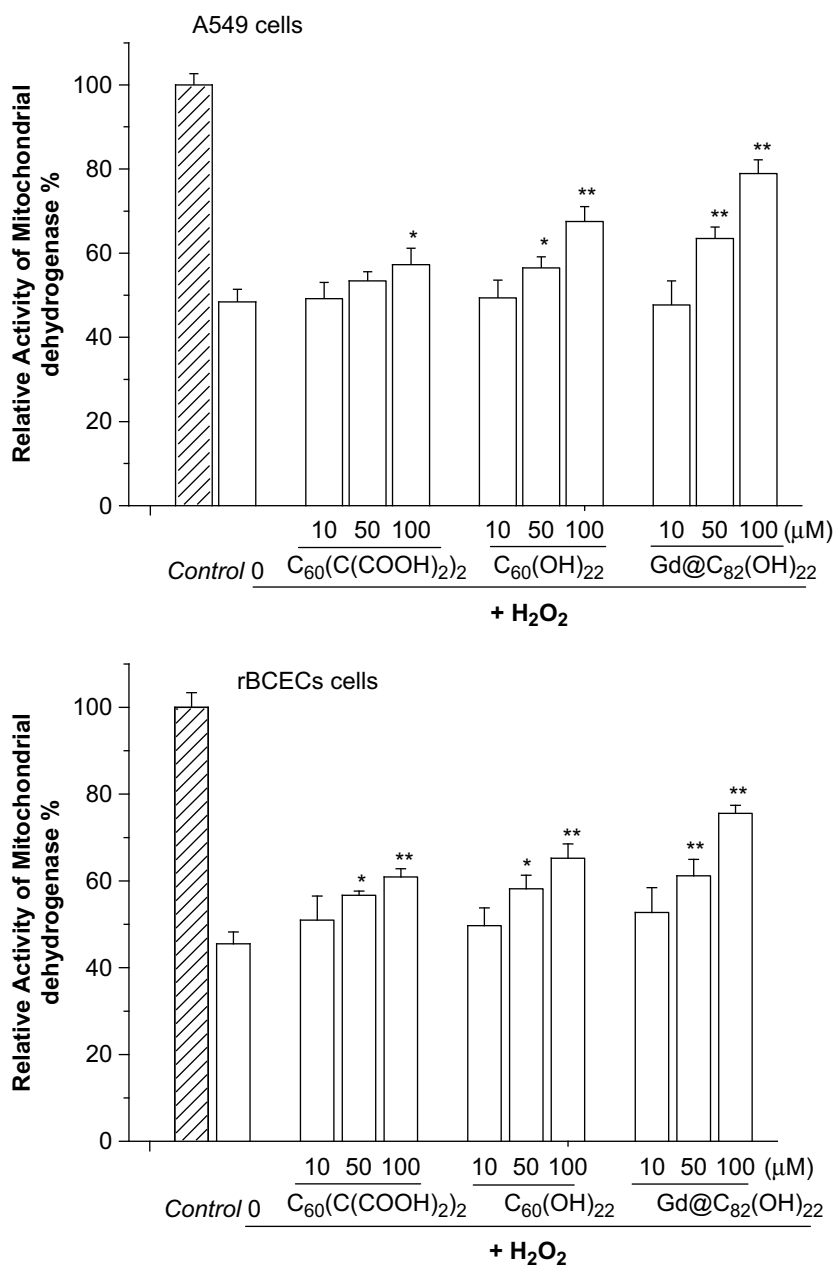 A549 cells
Relative Activity of Mitochondrial
dehydrogenase %
100
80
60
40
20
0
*
*
**
**
**
10 50 100 10 50 100 10 50 100 (μM)
Control 0 C60(C(COOH)2)2 C60(OH)22 Gd@C82(OH)22
+ H2O2
rBCECs cells
Relative Activity of Mitochondrial
dehydrogenase %
100
80
60
40
20
0
*
**
*
**
**
**
10 50 100 10 50 100 10 50 100 (μM)
Control 0 C60(C(COOH)2)2 C60(OH)22 Gd@C82(OH)22
+ H2O2